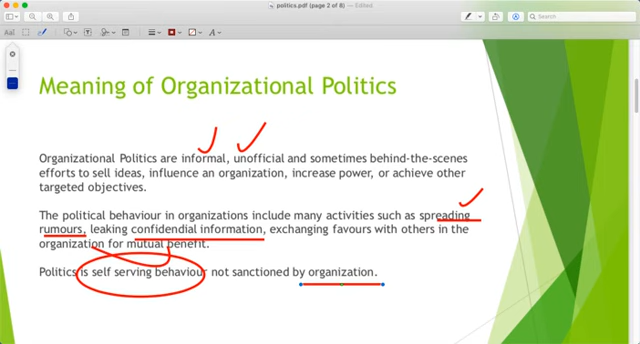 politics.pdf (page 2 of 8) — Edited
Search
Meaning of Organizational Politics
Organizational Politics are informal, unofficial and sometimes behind-the-scenes
efforts to sell ideas, influence an organization, increase power, or achieve other
targeted objectives.
The political behaviour in organizations include many activities such as spreading
rumours, leaking confidendial information, exchanging favours with others in the
organization for mutual benefit.
Politics is self serving behaviour not sanctioned by organization.